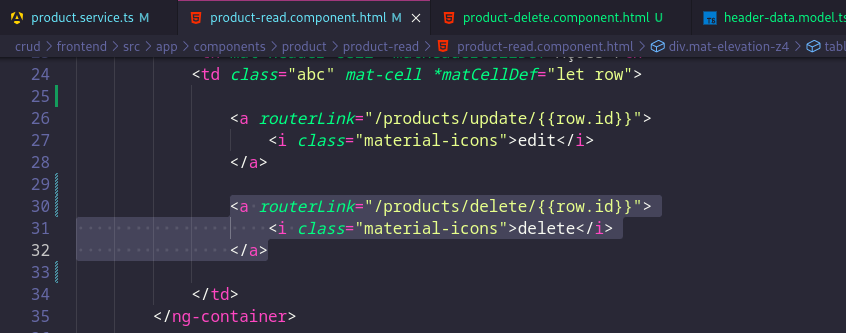 product.service.ts M product-read.component.html M × product-delete.component.html U header-data.model.ts
crud > frontend > src > app > components > product > product-read > product-read.component.html > div.mat-elevation-z4 >
24 <td class="abc" mat-cell *matCellDef="let row">
25
26 <a routerLink="/products/update/{{row.id}}">
27 <i class="material-icons">edit</i>
28 </a>
29
30 <a routerLink="/products/delete/{{row.id}}">
31 <i class="material-icons">delete</i>
32 </a>
33
34 </td>
35 </ng-container>